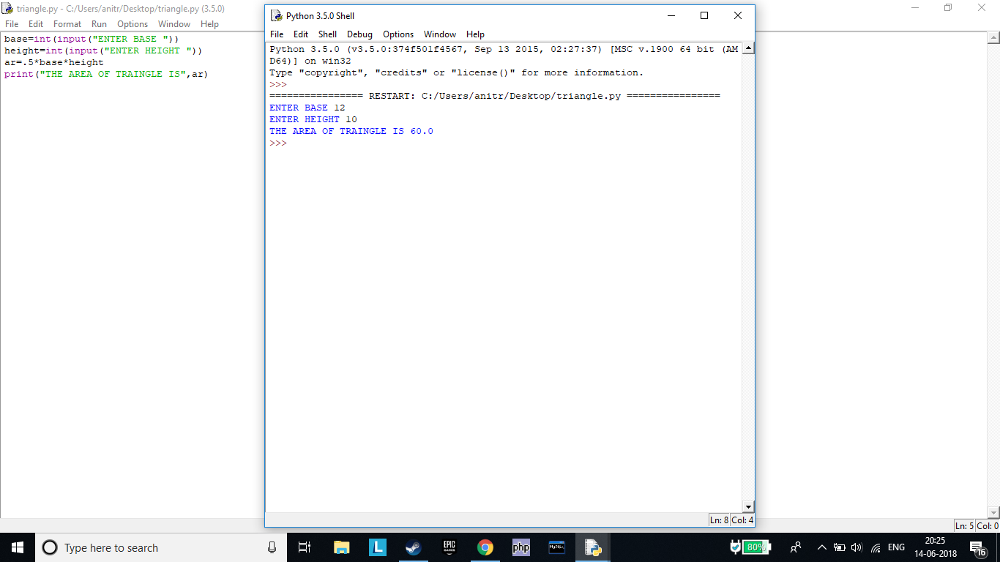 triangle.py - C:/Users/anitr/Desktop/triangle.py (3.5.0)
File Edit Format Run Options Window Help
base=int(input("ENTER BASE "))
height=int(input("ENTER HEIGHT "))
ar=.5*base*height
print("THE AREA OF TRAINGLE IS",ar)
Python 3.5.0 Shell
File Edit Shell Debug Options Window Help
Python 3.5.0 (v3.5.0:374f501f4567, Sep 13 2015, 02:27:37) [MSC v.1900 64 bit (AM
D64)] on win32
Type "copyright", "credits" or "license()" for more information.
>>>
================ RESTART: C:/Users/anitr/Desktop/triangle.py ================
ENTER BASE 12
ENTER HEIGHT 10
THE AREA OF TRAINGLE IS 60.0
>>>
Ln: 8 Col: 4
Ln: 5 Col: 0
Type here to search
L
EPIC
GAMES
php
MySQL
80%
ENG
20:25
14-06-2018
16